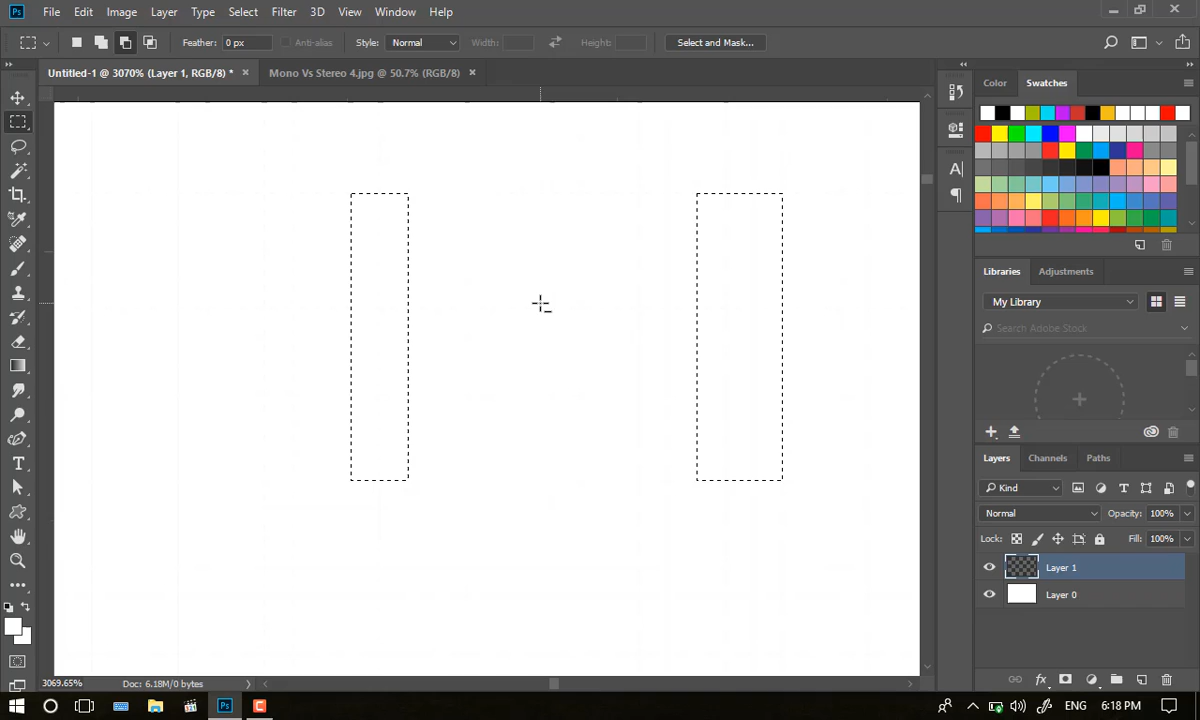 Ps File Edit Image Layer Type Select Filter 3D View Window Help
Feather: 0 px Anti-alias Style: Normal Width: Height: Select and Mask...
Untitled-1 @ 3070% (Layer 1, RGB/8) * × Mono Vs Stereo 4.jpg @ 50.7% (RGB/8) ×
Color Swatches
Libraries Adjustments
My Library
Search Adobe Stock
Layers Channels Paths
Kind
Normal Opacity: 100%
Lock: Fill: 100%
Layer 1
Layer 0
3069.65% Doc: 6.18M/0 bytes
Ps ENG 6:18 PM